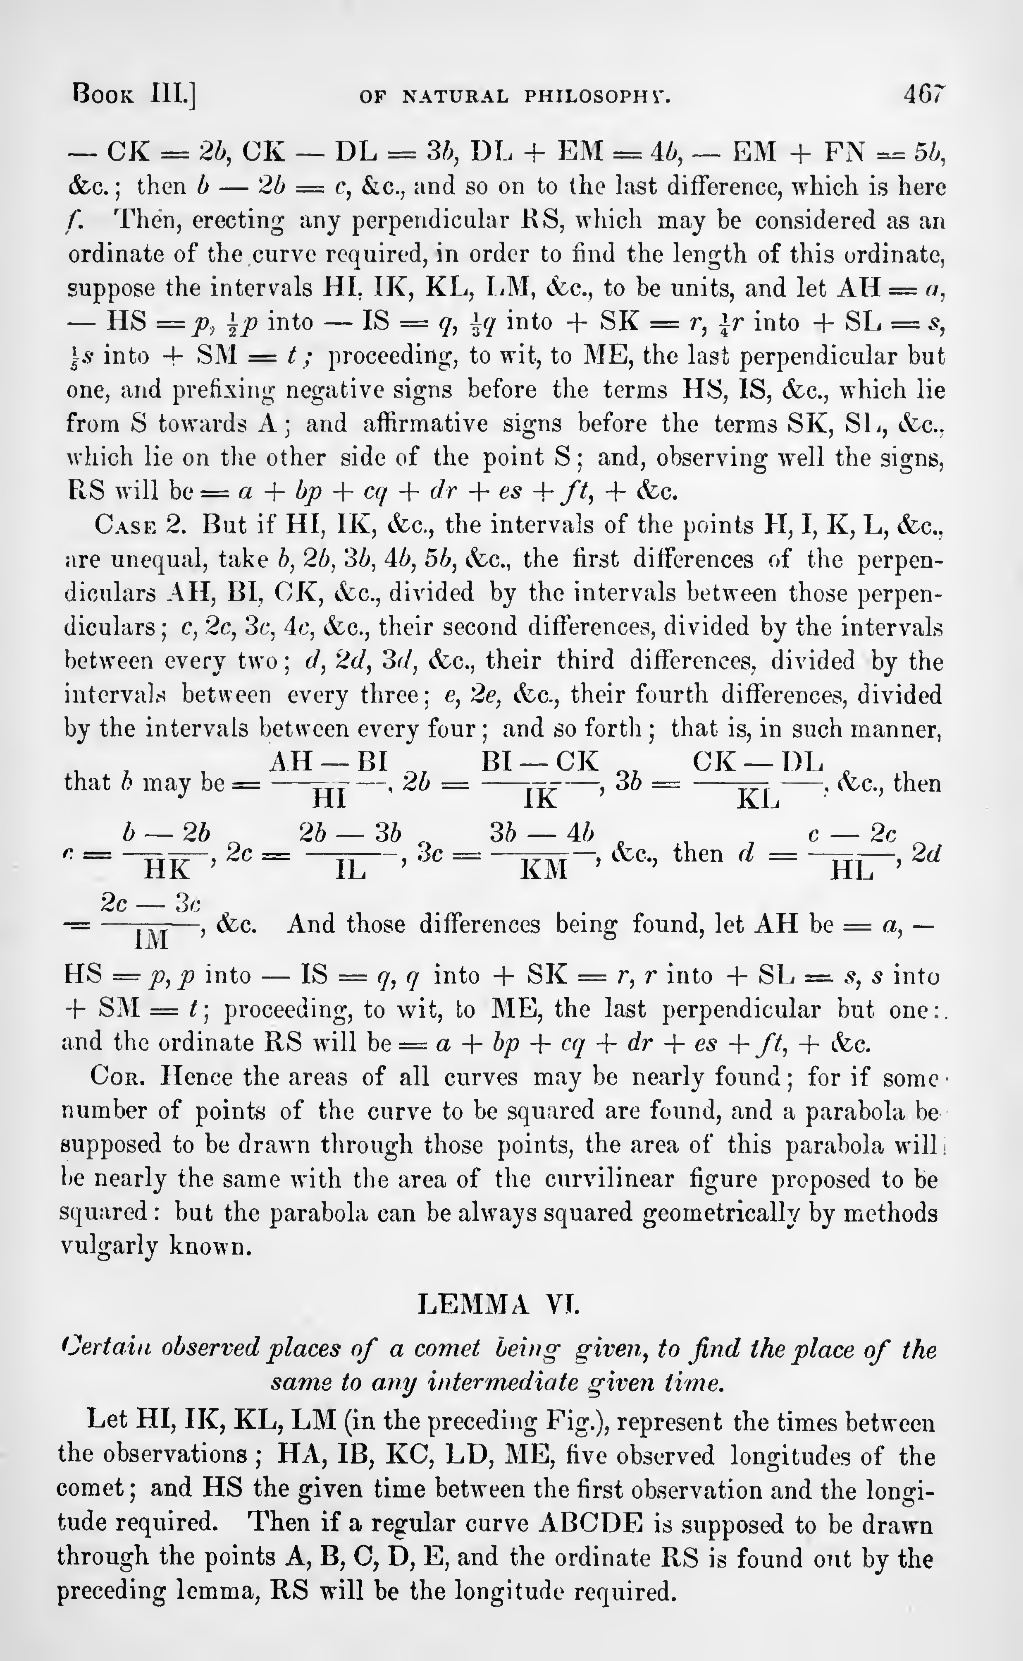 BOOK III.] OF NATURAL PHILOSOPHY. 467
— CK = 2b, CK — DL = 3b, DL + EM = 4b, — EM + FN = 5b,
&c.; then b — 2b = c, &c., and so on to the last difference, which is here
f. Then, erecting any perpendicular RS, which may be considered as an
ordinate of the curve required, in order to find the length of this ordinate,
suppose the intervals HI, IK, KL, LM, &c., to be units, and let AH = a,
— HS = p, ½p into — IS = q, ⅓q into + SK = r, ¼r into + SL = s,
⅕s into + SM = t; proceeding, to wit, to ME, the last perpendicular but
one, and prefixing negative signs before the terms HS, IS, &c., which lie
from S towards A; and affirmative signs before the terms SK, SL, &c.,
which lie on the other side of the point S; and, observing well the signs,
RS will be = a + bp + cq + dr + es + ft, + &c.
CASE 2. But if HI, IK, &c., the intervals of the points H, I, K, L, &c.,
are unequal, take b, 2b, 3b, 4b, 5b, &c., the first differences of the perpen-
diculars AH, BI, CK, &c., divided by the intervals between those perpen-
diculars; c, 2c, 3c, 4c, &c., their second differences, divided by the intervals
between every two; d, 2d, 3d, &c., their third differences, divided by the
intervals between every three; e, 2e, &c., their fourth differences, divided
by the intervals between every four; and so forth; that is, in such manner,
that b may be = (AH — BI)/HI, 2b = (BI — CK)/IK, 3b = (CK — DL)/KL, &c., then
c = (b — 2b)/HK, 2c = (2b — 3b)/IL, 3c = (3b — 4b)/KM, &c., then d = (c — 2c)/HL, 2d
= (2c — 3c)/IM, &c. And those differences being found, let AH be = a, —
HS = p, p into — IS = q, q into + SK = r, r into + SL = s, s into
+ SM = t; proceeding, to wit, to ME, the last perpendicular but one:
and the ordinate RS will be = a + bp + cq + dr + es + ft, + &c.
COR. Hence the areas of all curves may be nearly found; for if some
number of points of the curve to be squared are found, and a parabola be
supposed to be drawn through those points, the area of this parabola will
be nearly the same with the area of the curvilinear figure proposed to be
squared: but the parabola can be always squared geometrically by methods
vulgarly known.
LEMMA VI.
Certain observed places of a comet being given, to find the place of the
same to any intermediate given time.
Let HI, IK, KL, LM (in the preceding Fig.), represent the times between
the observations; HA, IB, KC, LD, ME, five observed longitudes of the
comet; and HS the given time between the first observation and the longi-
tude required. Then if a regular curve ABCDE is supposed to be drawn
through the points A, B, C, D, E, and the ordinate RS is found out by the
preceding lemma, RS will be the longitude required.